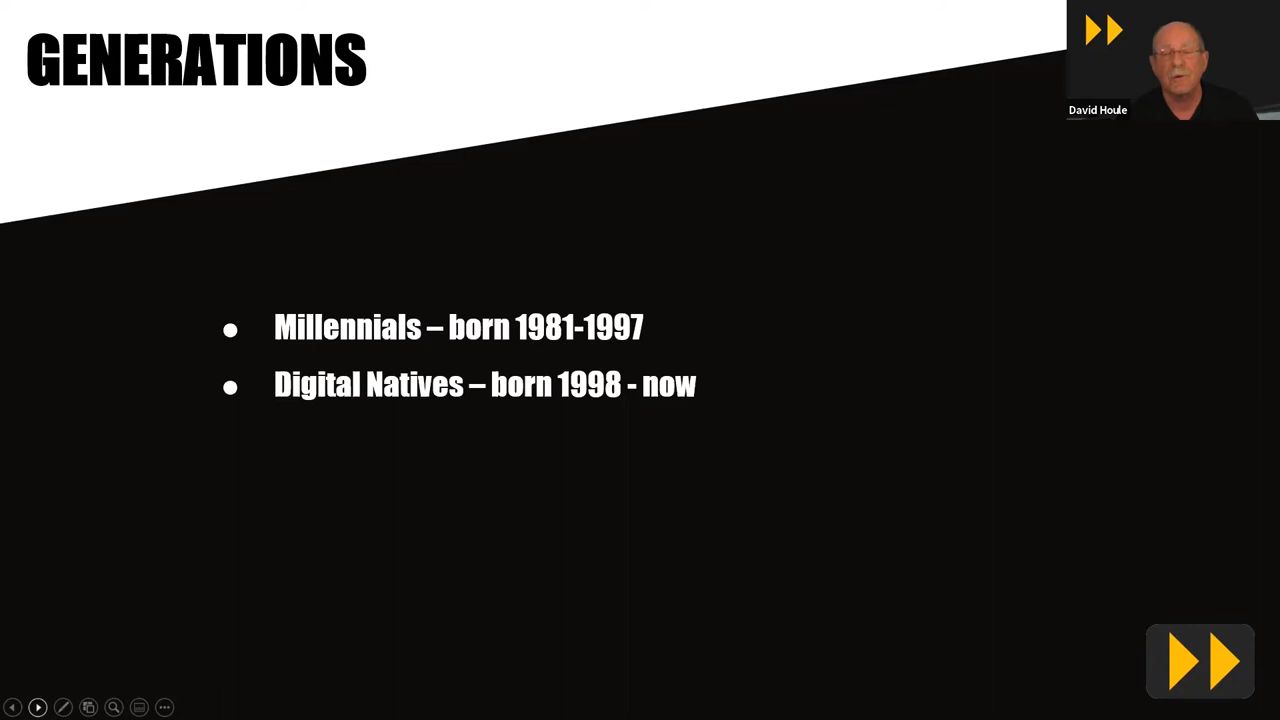 GENERATIONS
David Houle
● Millennials – born 1981-1997
● Digital Natives – born 1998 - now